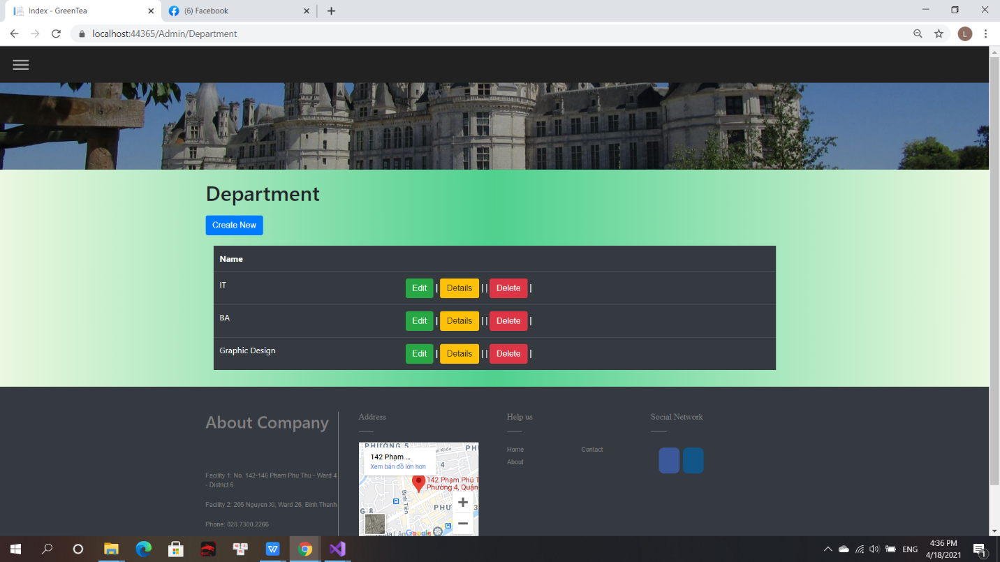 Index - GreenTea
(6) Facebook
localhost:44365/Admin/Department
L
Department
Create New
Name
IT
Edit | Details | | Delete |
BA
Edit | Details | | Delete |
Graphic Design
Edit | Details | | Delete |
About Company
Facility 1: No. 142-146 Pham Phu Thu - Ward 4
- District 6
Facility 2: 205 Nguyen Xi, Ward 26, Binh Thanh
Phone: 028.7300.2266
Address
PHƯỜNG 5
142 Phạm ...
Xem bản đồ lớn hơn
4
142 Phạm Phú T
Phường 4, Quận
Bình Tiên
Google
Help us
Home
Contact
About
Social Network
ENG
4:36 PM
4/18/2021
1